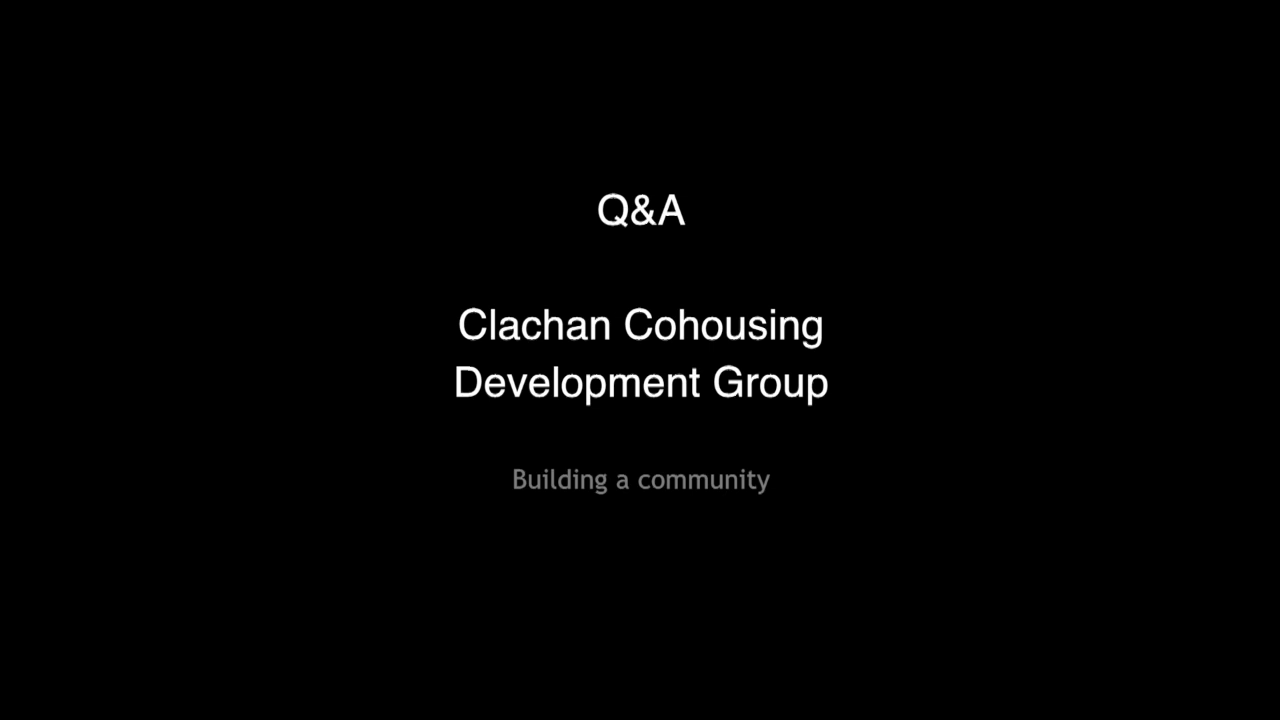 Q&A
Clachan Cohousing
Development Group
Building a community